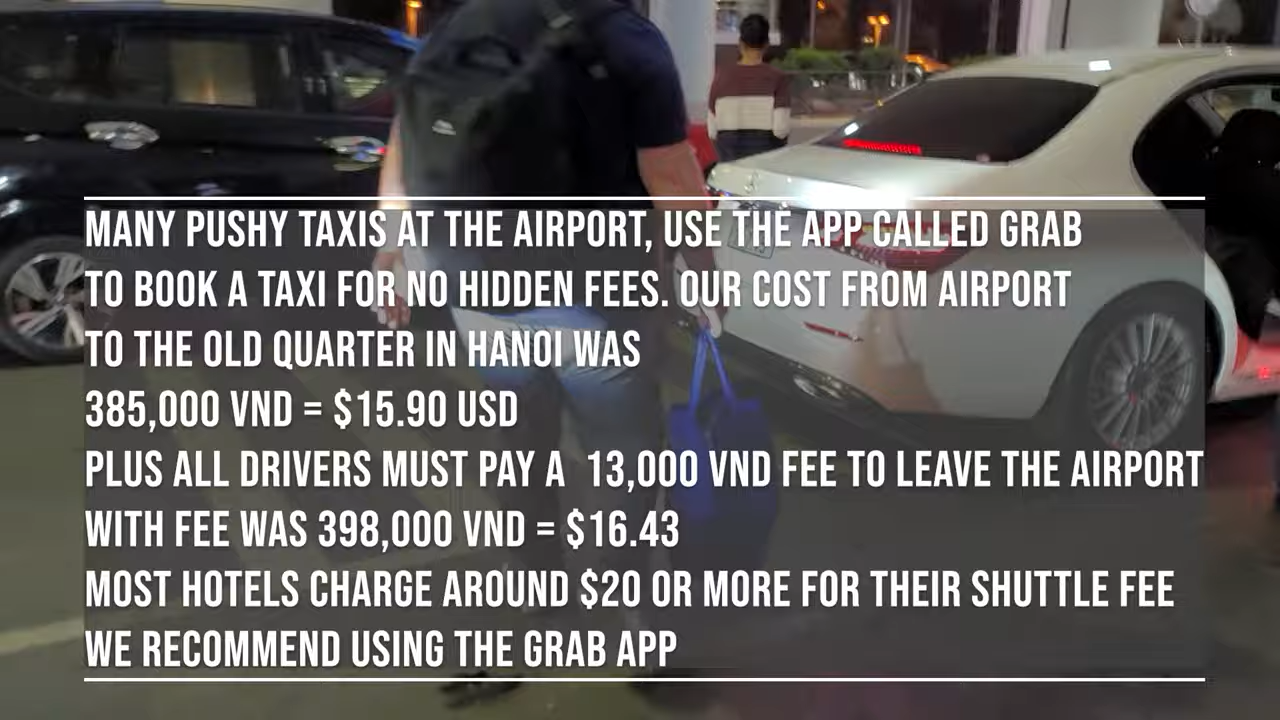 MANY PUSHY TAXIS AT THE AIRPORT, USE THE APP CALLED GRAB
TO BOOK A TAXI FOR NO HIDDEN FEES. OUR COST FROM AIRPORT
TO THE OLD QUARTER IN HANOI WAS
385,000 VND = $15.90 USD
PLUS ALL DRIVERS MUST PAY A  13,000 VND FEE TO LEAVE THE AIRPORT
WITH FEE WAS 398,000 VND = $16.43
MOST HOTELS CHARGE AROUND $20 OR MORE FOR THEIR SHUTTLE FEE
WE RECOMMEND USING THE GRAB APP